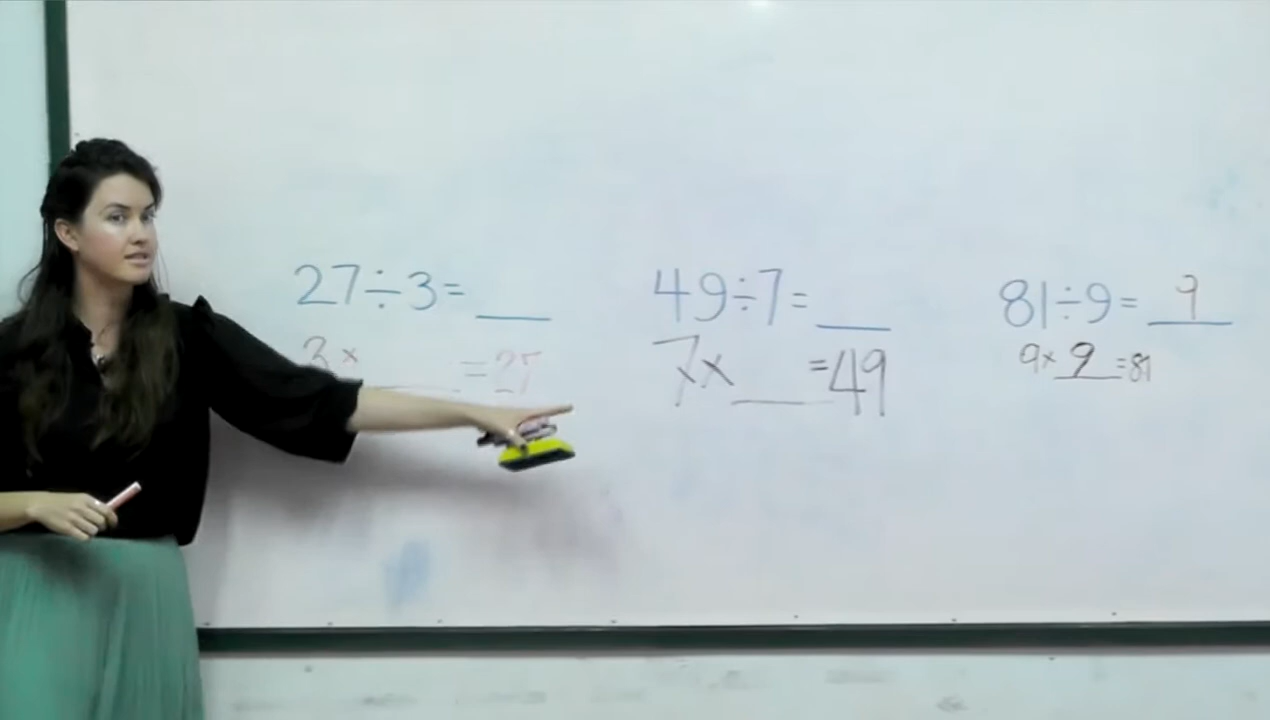 27÷3= ___
3× ___ =27
49÷7= ___
7× ___ =49
81÷9= 9
9× 9 =81